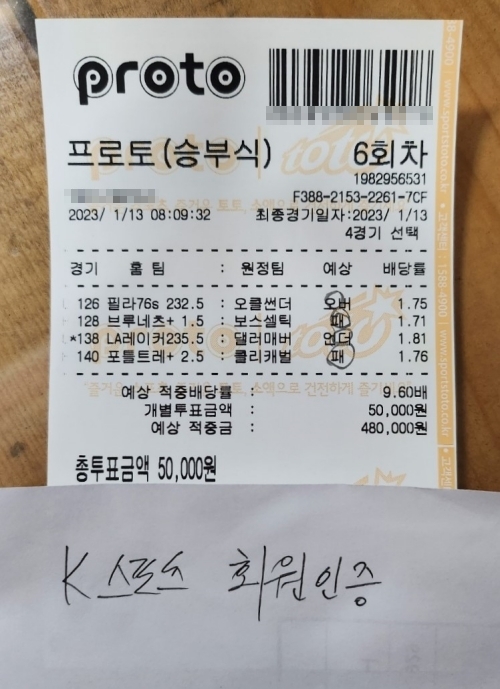 proto
프로토(승부식) 6회차
1982956531
F388-2153-2261-7CF
2023/ 1/13 08:09:32 최종경기일자:2023/ 1/13
4경기 선택
경기 홈 팀 : 원정팀 예상 배당률
126 필라76s 232.5 : 오클썬더 오버 1.75
128 브루네츠+ 1.5 : 보스셀틱 패 1.71
*138 LA레이커235.5 : 댈러매버 언더 1.81
140 포틀트레+ 2.5 : 클리캐벌 패 1.76
예상 적중배당률 : 9.60배
개별투표금액 : 50,000원
예상 적중금 : 480,000원
총투표금액 50,000원
K스포츠 회원인증